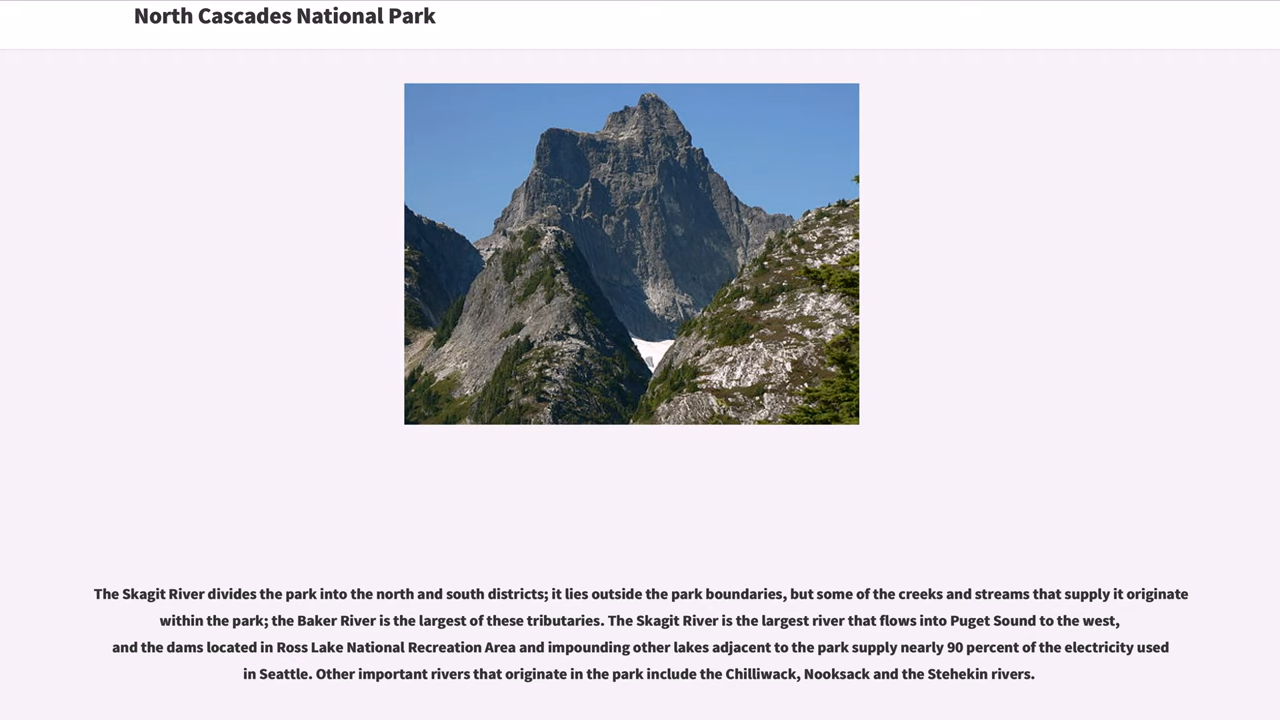 North Cascades National Park
The Skagit River divides the park into the north and south districts; it lies outside the park boundaries, but some of the creeks and streams that supply it originate
within the park; the Baker River is the largest of these tributaries. The Skagit River is the largest river that flows into Puget Sound to the west,
and the dams located in Ross Lake National Recreation Area and impounding other lakes adjacent to the park supply nearly 90 percent of the electricity used
in Seattle. Other important rivers that originate in the park include the Chilliwack, Nooksack and the Stehekin rivers.